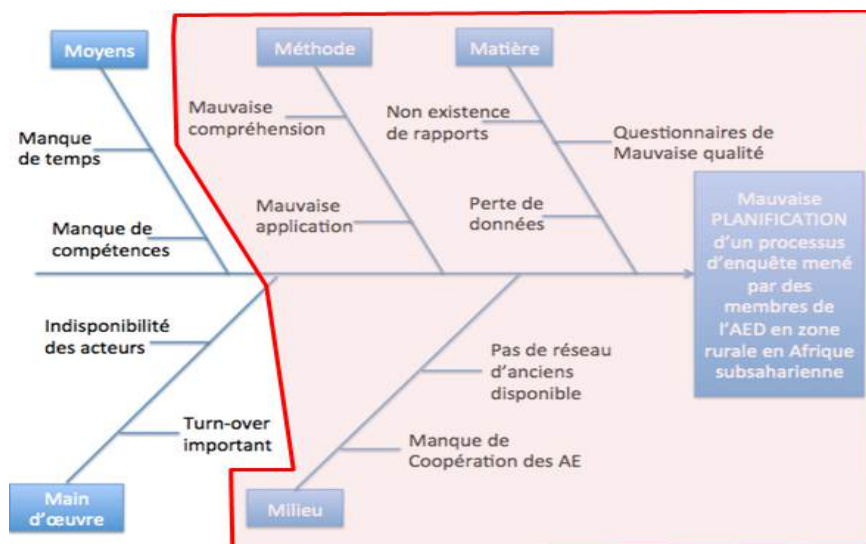 Moyens
Méthode
Matière
Manque
de temps
Manque de
compétences
Mauvaise
compréhension
Mauvaise
application
Non existence
de rapports
Perte de
données
Questionnaires de
Mauvaise qualité
Mauvaise
PLANIFICATION
d'un processus
d'enquête mené
par des
membres de
l'AED en zone
rurale en Afrique
subsaharienne
Indisponibilité
des acteurs
Turn-over
important
Pas de réseau
d'anciens
disponible
Manque de
Coopération des AE
Main
d'œuvre
Milieu